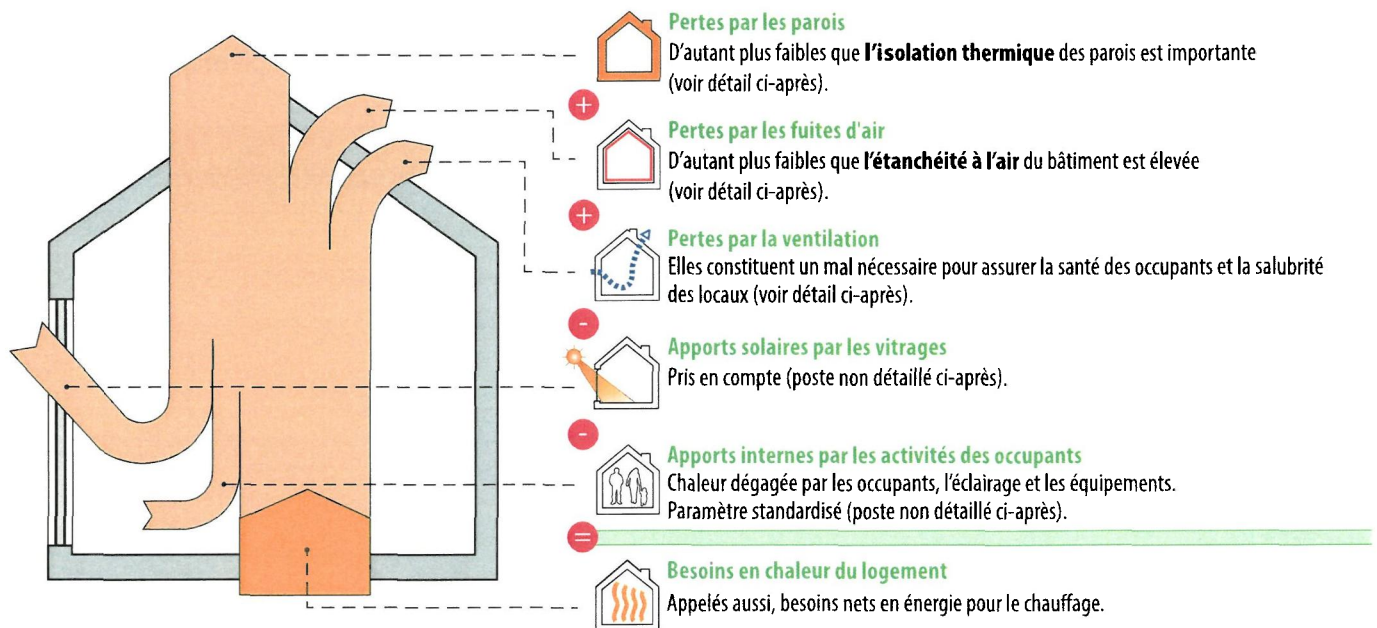 Pertes par les parois
D'autant plus faibles que l'isolation thermique des parois est importante
(voir détail ci-après).
+
Pertes par les fuites d'air
D'autant plus faibles que l'étanchéité à l'air du bâtiment est élevée
(voir détail ci-après).
+
Pertes par la ventilation
Elles constituent un mal nécessaire pour assurer la santé des occupants et la salubrité
des locaux (voir détail ci-après).
-
Apports solaires par les vitrages
Pris en compte (poste non détaillé ci-après).
-
Apports internes par les activités des occupants
Chaleur dégagée par les occupants, l'éclairage et les équipements.
Paramètre standardisé (poste non détaillé ci-après).
=
Besoins en chaleur du logement
Appelés aussi, besoins nets en énergie pour le chauffage.